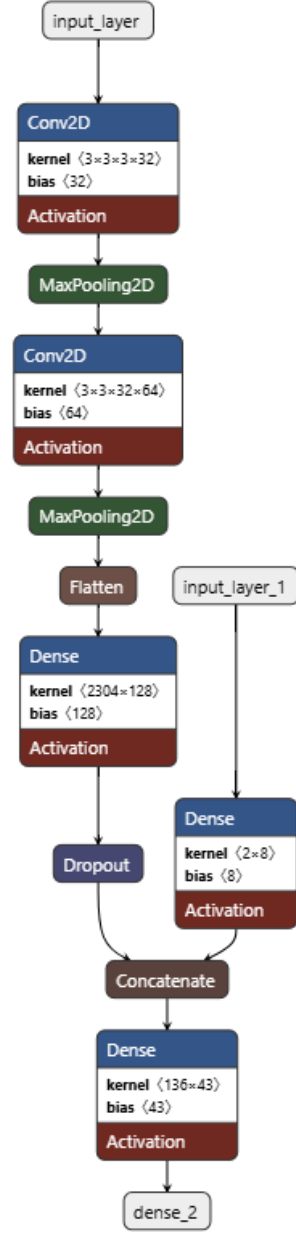 input_layer
Conv2D
kernel ⟨3×3×3×32⟩
bias ⟨32⟩
Activation
MaxPooling2D
Conv2D
kernel ⟨3×3×32×64⟩
bias ⟨64⟩
Activation
MaxPooling2D
Flatten
input_layer_1
Dense
kernel ⟨2304×128⟩
bias ⟨128⟩
Activation
Dense
kernel ⟨2×8⟩
bias ⟨8⟩
Activation
Dropout
Concatenate
Dense
kernel ⟨136×43⟩
bias ⟨43⟩
Activation
dense_2